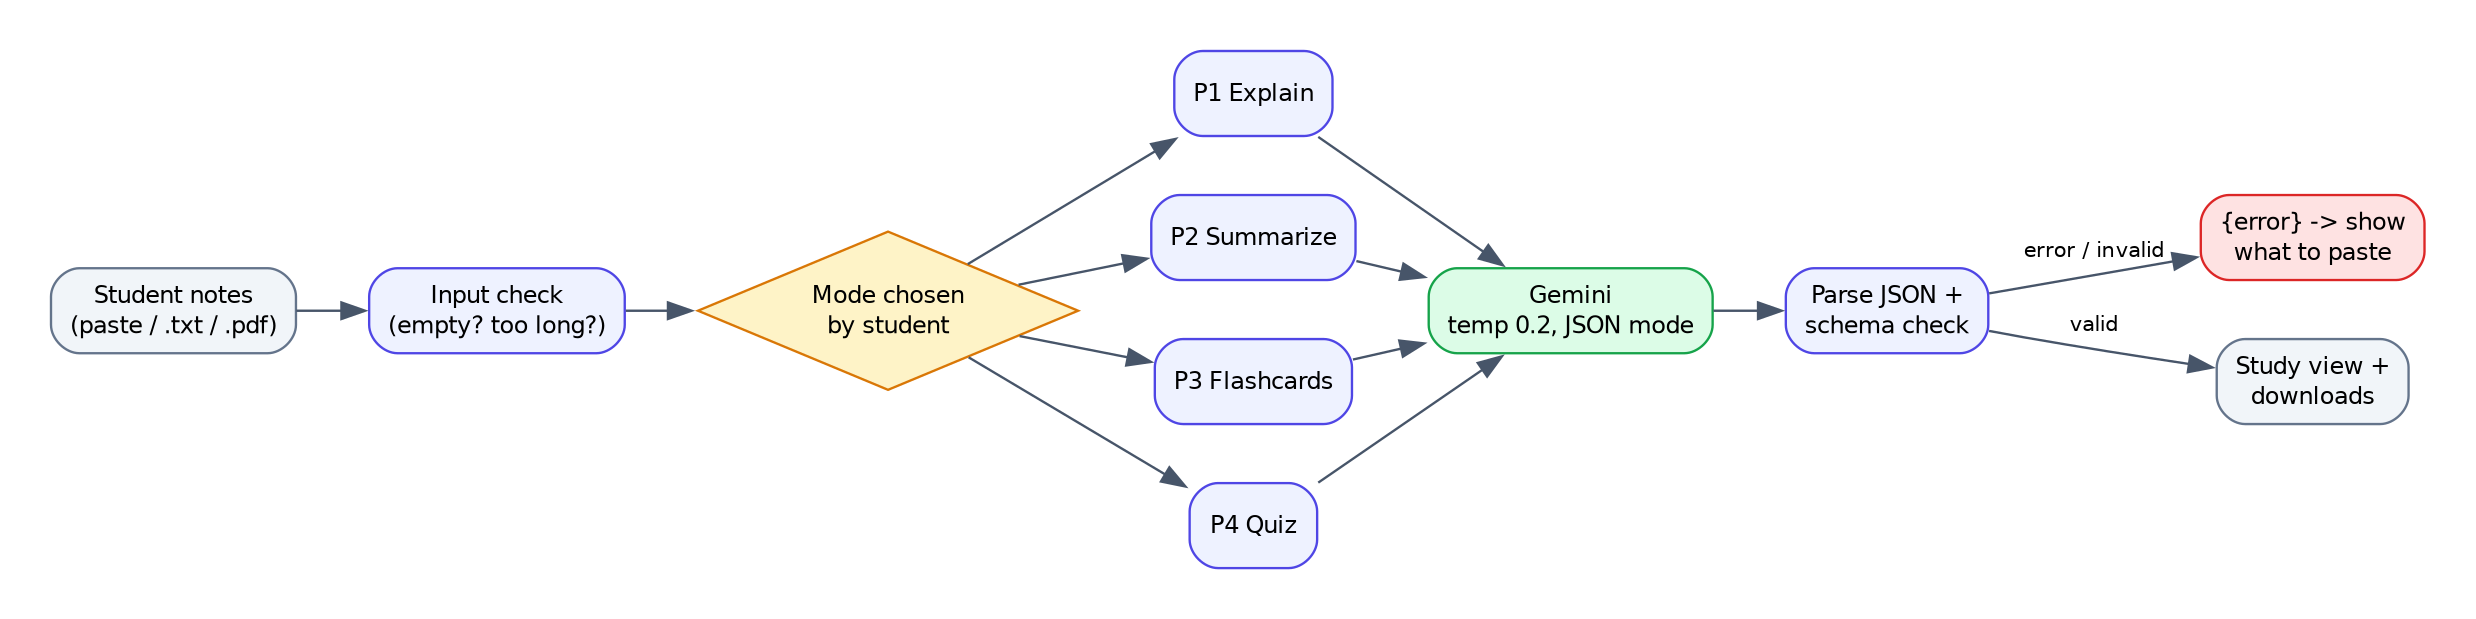 Student notes
(paste / .txt / .pdf)
Input check
(empty? too long?)
Mode chosen
by student
P1 Explain
P2 Summarize
P3 Flashcards
P4 Quiz
Gemini
temp 0.2, JSON mode
Parse JSON +
schema check
error / invalid
valid
{error} -> show
what to paste
Study view +
downloads